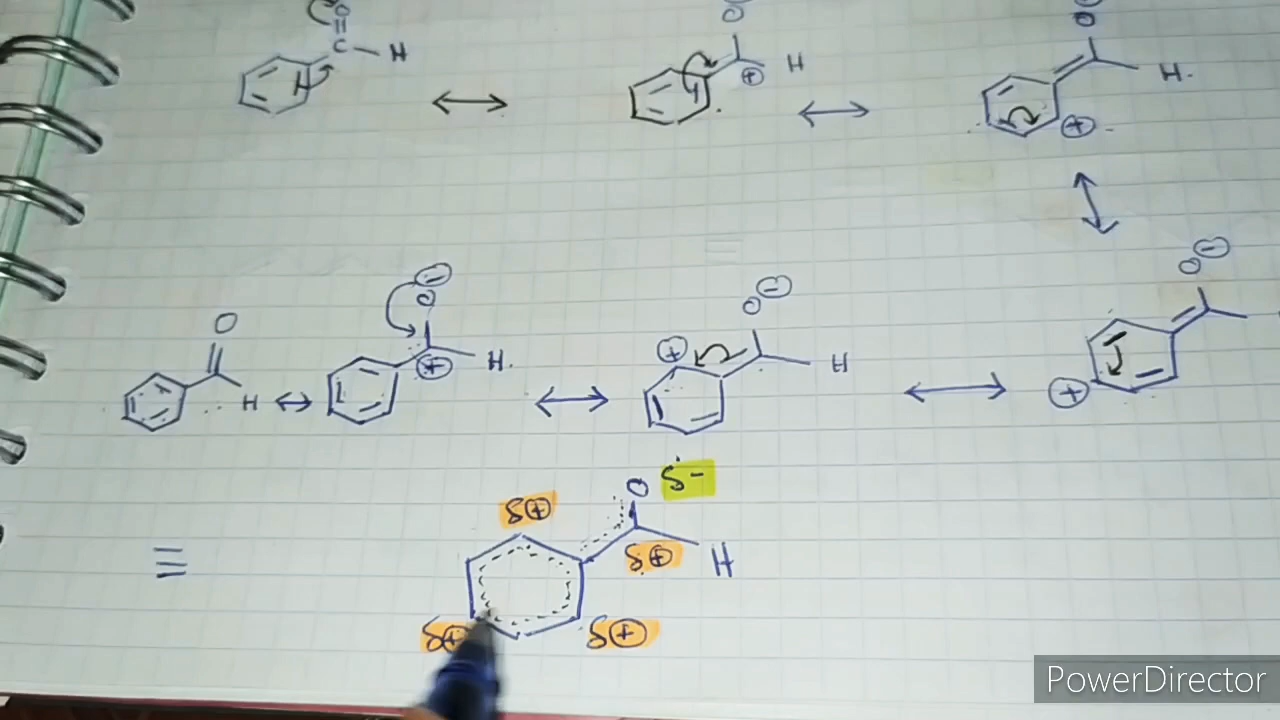 O
C H
O
⊕ H
O
H.
⊕
O ⊖
O ⊖
O
H
O ⊖
⊕ H.
O ⊖
⊕ H
⊕
≡
O δ-
δ⊕
δ⊕ H
δ⊕ δ⊕
PowerDirector